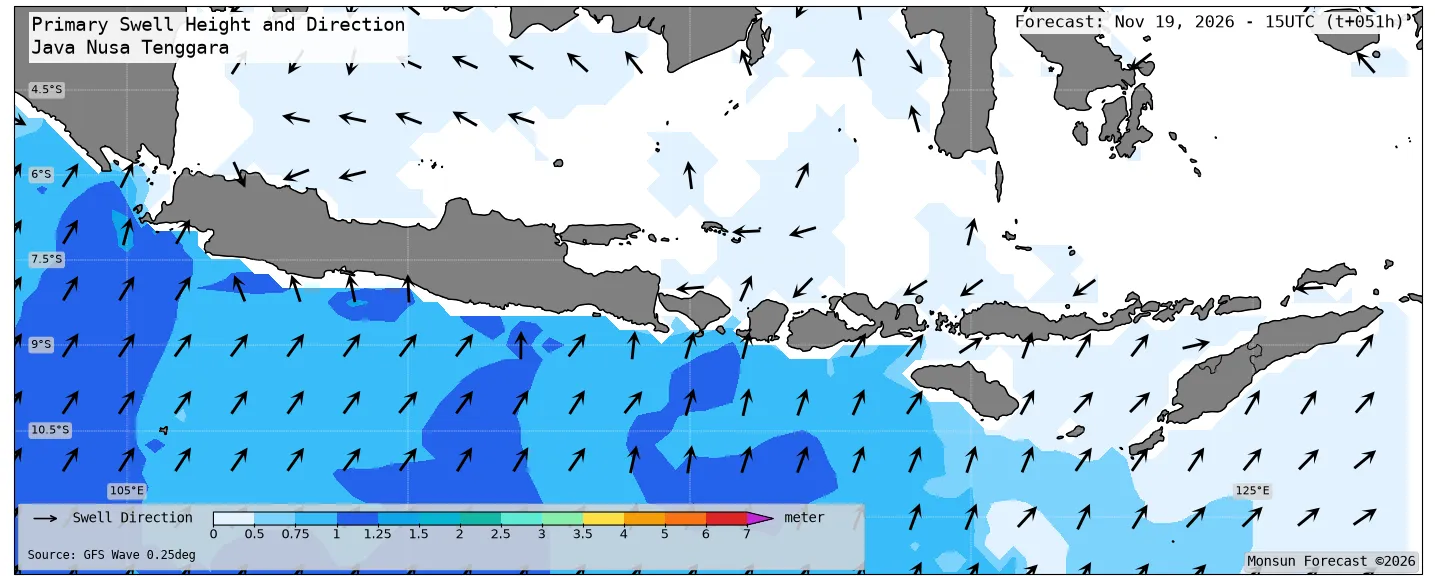 Primary Swell Height and Direction
Java Nusa Tenggara
Forecast: Nov 19, 2026 - 15UTC (t+051h)
4.5°S
6°S
7.5°S
9°S
10.5°S
105°E
125°E
Swell Direction
0 0.5 0.75 1 1.25 1.5 2 2.5 3 3.5 4 5 6 7
meter
Source: GFS Wave 0.25deg
Monsun Forecast ©2026